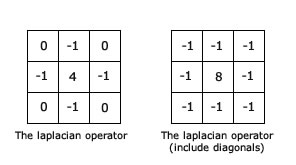 0 -1 0
-1 4 -1
0 -1 0
The laplacian operator
-1 -1 -1
-1 8 -1
-1 -1 -1
The laplacian operator
(include diagonals)